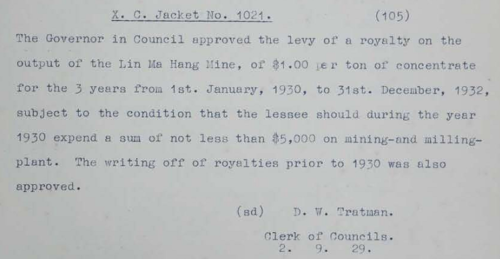 X. C. Jacket No. 1021. (105)
The Governor in Council approved the levy of a royalty on the
output of the Lin Ma Hang Mine, of $1.00 per ton of concentrate
for the 3 years from 1st. January, 1930, to 31st. December, 1932,
subject to the condition that the lessee should during the year
1930 expend a sum of not less than $5,000 on mining-and milling-
plant. The writing off of royalties prior to 1930 was also
approved.
(sd) D. W. Tratman.
Clerk of Councils.
2. 9. 29.